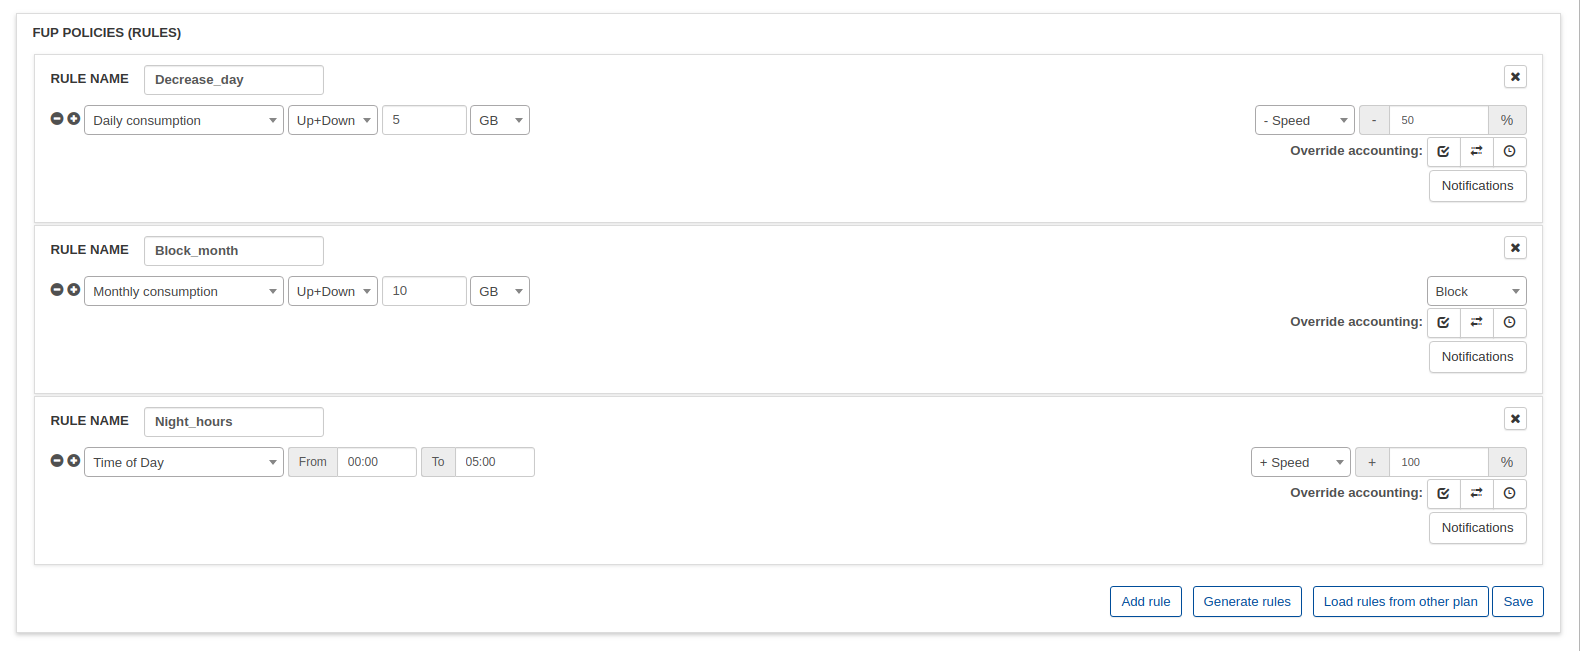 FUP POLICIES (RULES)
RULE NAME Decrease_day
Daily consumption Up+Down 5 GB - Speed - 50 %
Override accounting:
Notifications
RULE NAME Block_month
Monthly consumption Up+Down 10 GB Block
Override accounting:
Notifications
RULE NAME Night_hours
Time of Day From 00:00 To 05:00 + Speed + 100 %
Override accounting:
Notifications
Add rule Generate rules Load rules from other plan Save